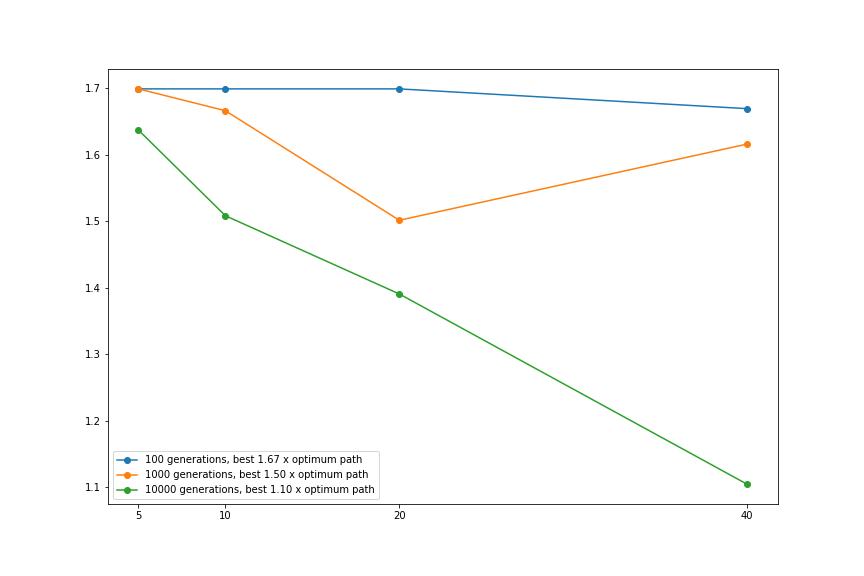 1.7
1.6
1.5
1.4
1.3
1.2
1.1
100 generations, best 1.67 x optimum path
1000 generations, best 1.50 x optimum path
10000 generations, best 1.10 x optimum path
5 10 20 40